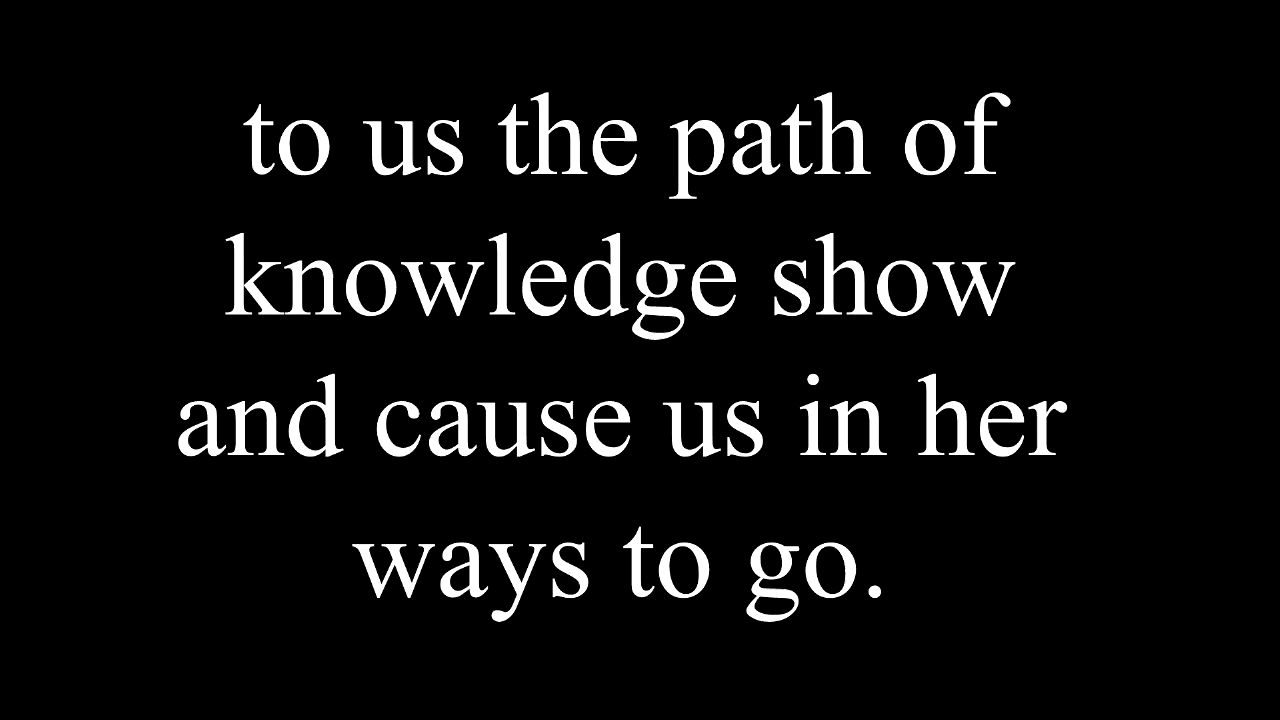 to us the path of
knowledge show
and cause us in her
ways to go.